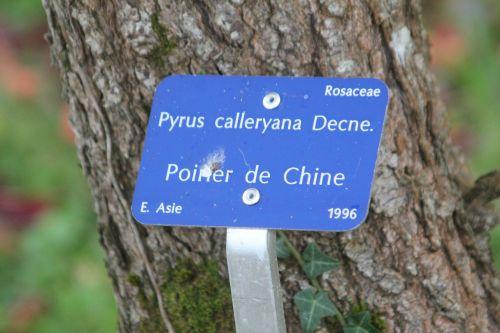 Rosaceae
Pyrus calleryana Decne.
Poirier de Chine
E. Asie 1996